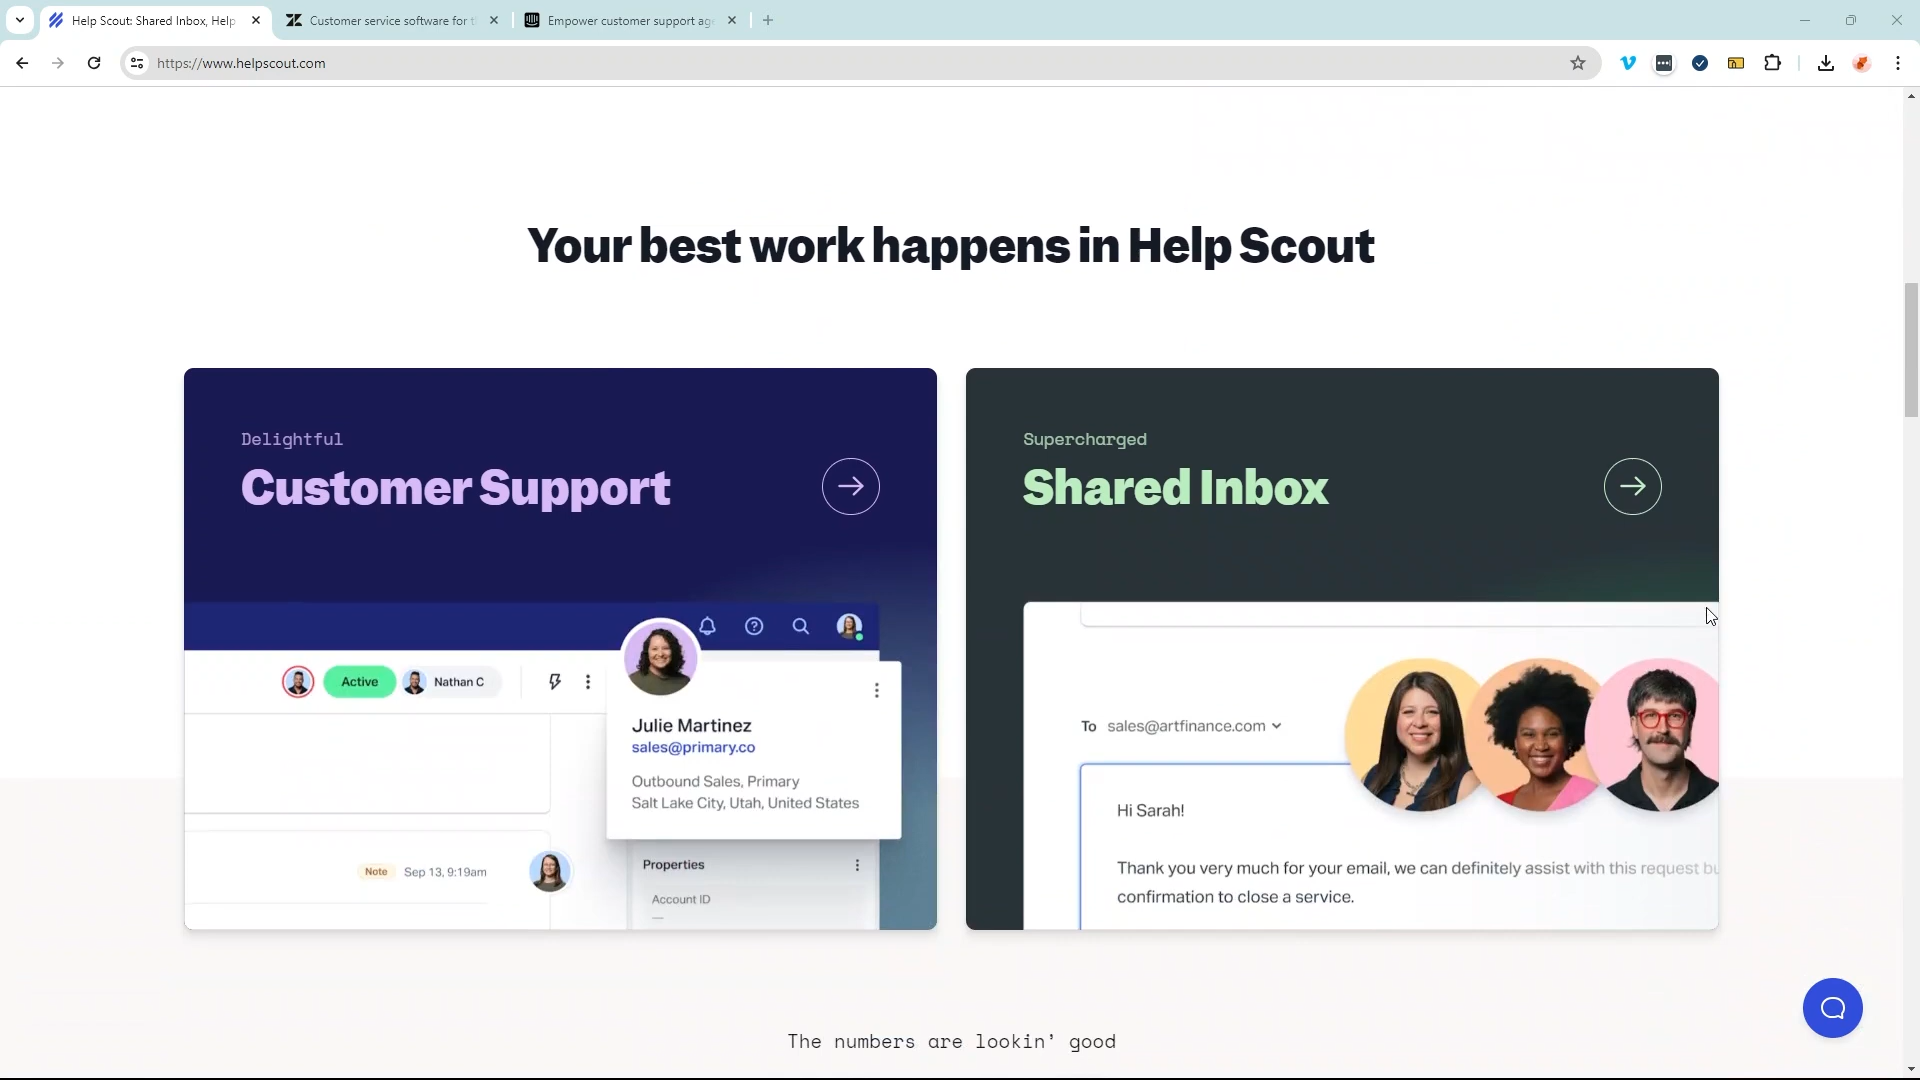 Help Scout: Shared Inbox, Help
Customer service software for t
Empower customer support age
https://www.helpscout.com
Your best work happens in Help Scout
Delightful
Customer Support
Active
Nathan C
Julie Martinez
sales@primary.co
Outbound Sales, Primary
Salt Lake City, Utah, United States
Note
Sep 13, 9:19am
Properties
Account ID
—
Supercharged
Shared Inbox
To sales@artfinance.com
Hi Sarah!
Thank you very much for your email, we can definitely assist with this request bu
confirmation to close a service.
The numbers are lookin’ good